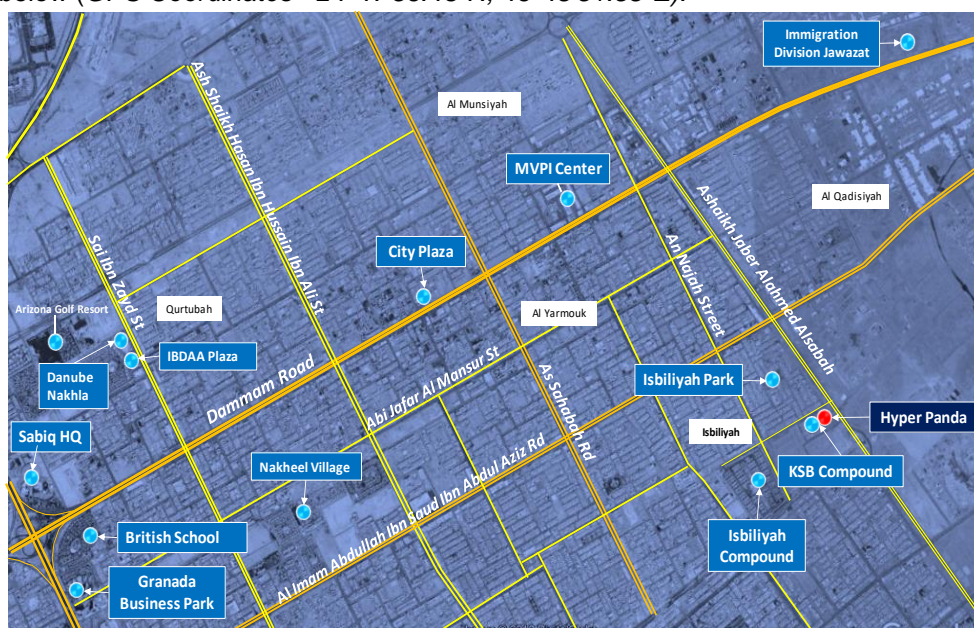 Immigration
Division Jawazat
Al Munsiyah
Ash Shaikh Hasan Ibn Hussain Ibn Ali St
MVPI Center
Al Qadisiyah
Ashaikh Jaber Alahmed Alsabah
City Plaza
Sai Ibn Zayd St
An Najah Street
Arizona Golf Resort
Qurtubah
Al Yarmouk
IBDAA Plaza
Danube
Nakhla
Dammam Road
Abi Jafar Al Mansur St
As Sahabah Rd
Isbiliyah Park
Hyper Panda
Sabiq HQ
Isbiliyah
KSB Compound
Nakheel Village
Al Imam Abdullah Ibn Saud Ibn Abdul Aziz Rd
British School
Isbiliyah
Compound
Granada
Business Park